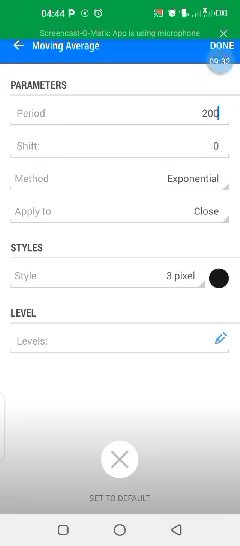 04:44
Screencast-O-Matic App is using microphone
Moving Average
DONE
09:32
PARAMETERS
Period 200
Shift: 0
Method Exponential
Apply to Close
STYLES
Style 3 pixel
LEVEL
Levels:
SET TO DEFAULT